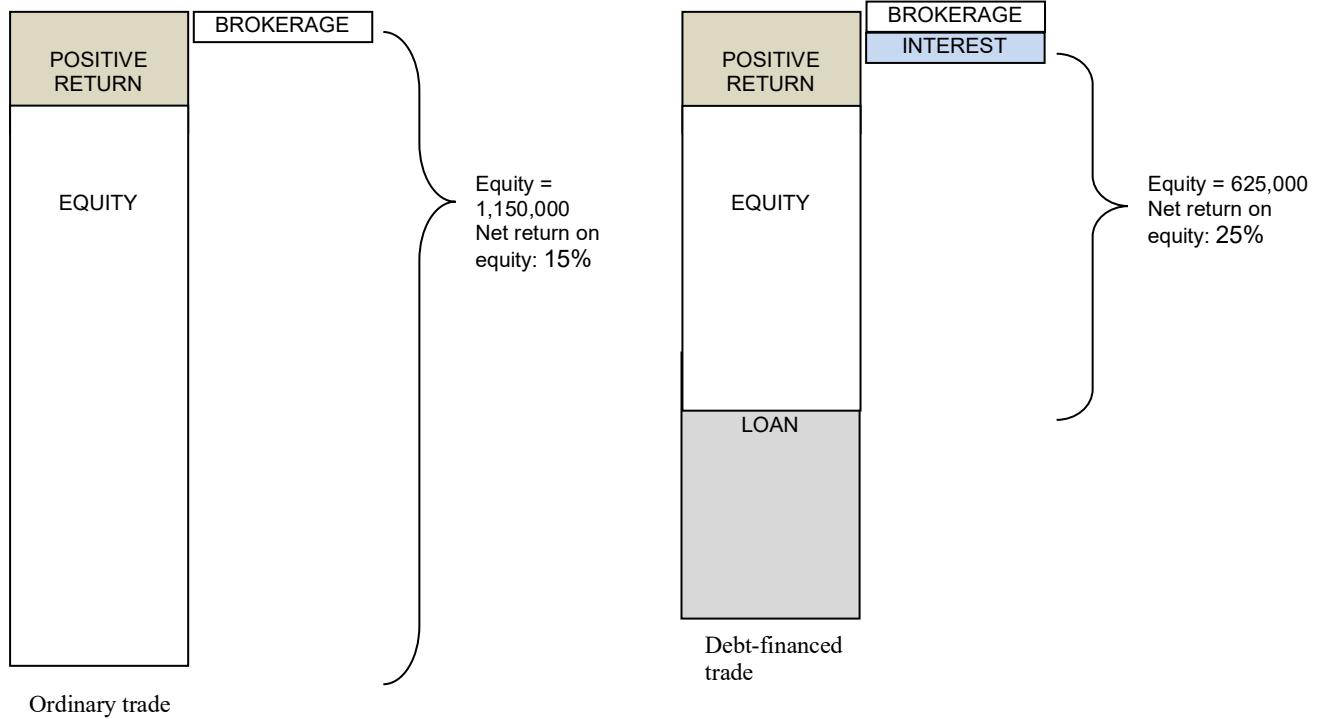 BROKERAGE
POSITIVE
RETURN
EQUITY
Equity =
1,150,000
Net return on
equity: 15%
Ordinary trade
BROKERAGE
INTEREST
POSITIVE
RETURN
EQUITY
LOAN
Equity = 625,000
Net return on
equity: 25%
Debt-financed
trade